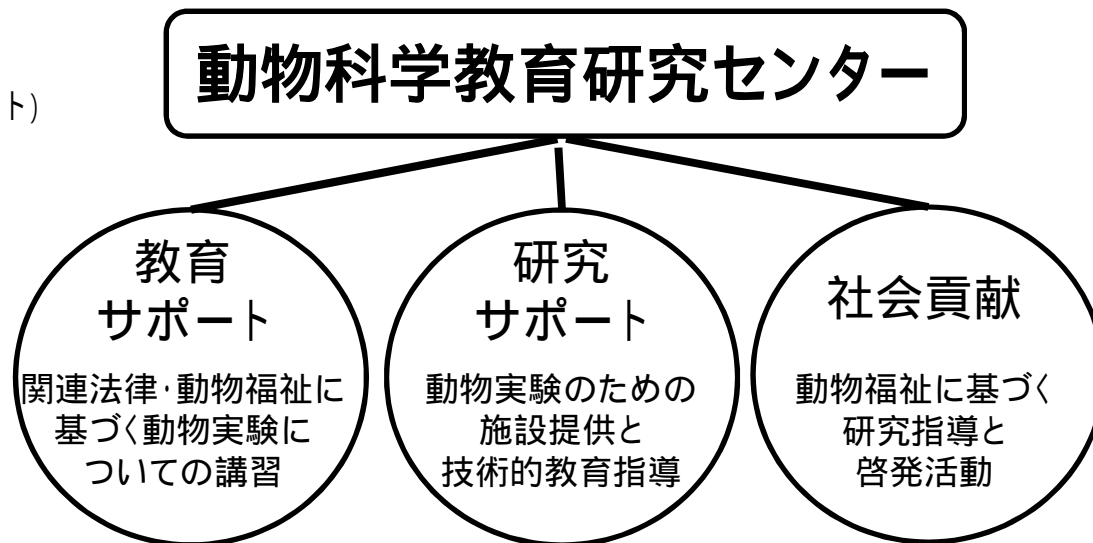 動物科学教育研究センター
ト)
教育
サポート
関連法律・動物福祉に
基づく動物実験に
ついての講習
研究
サポート
動物実験のための
施設提供と
技術的教育指導
社会貢献
動物福祉に基づく
研究指導と
啓発活動